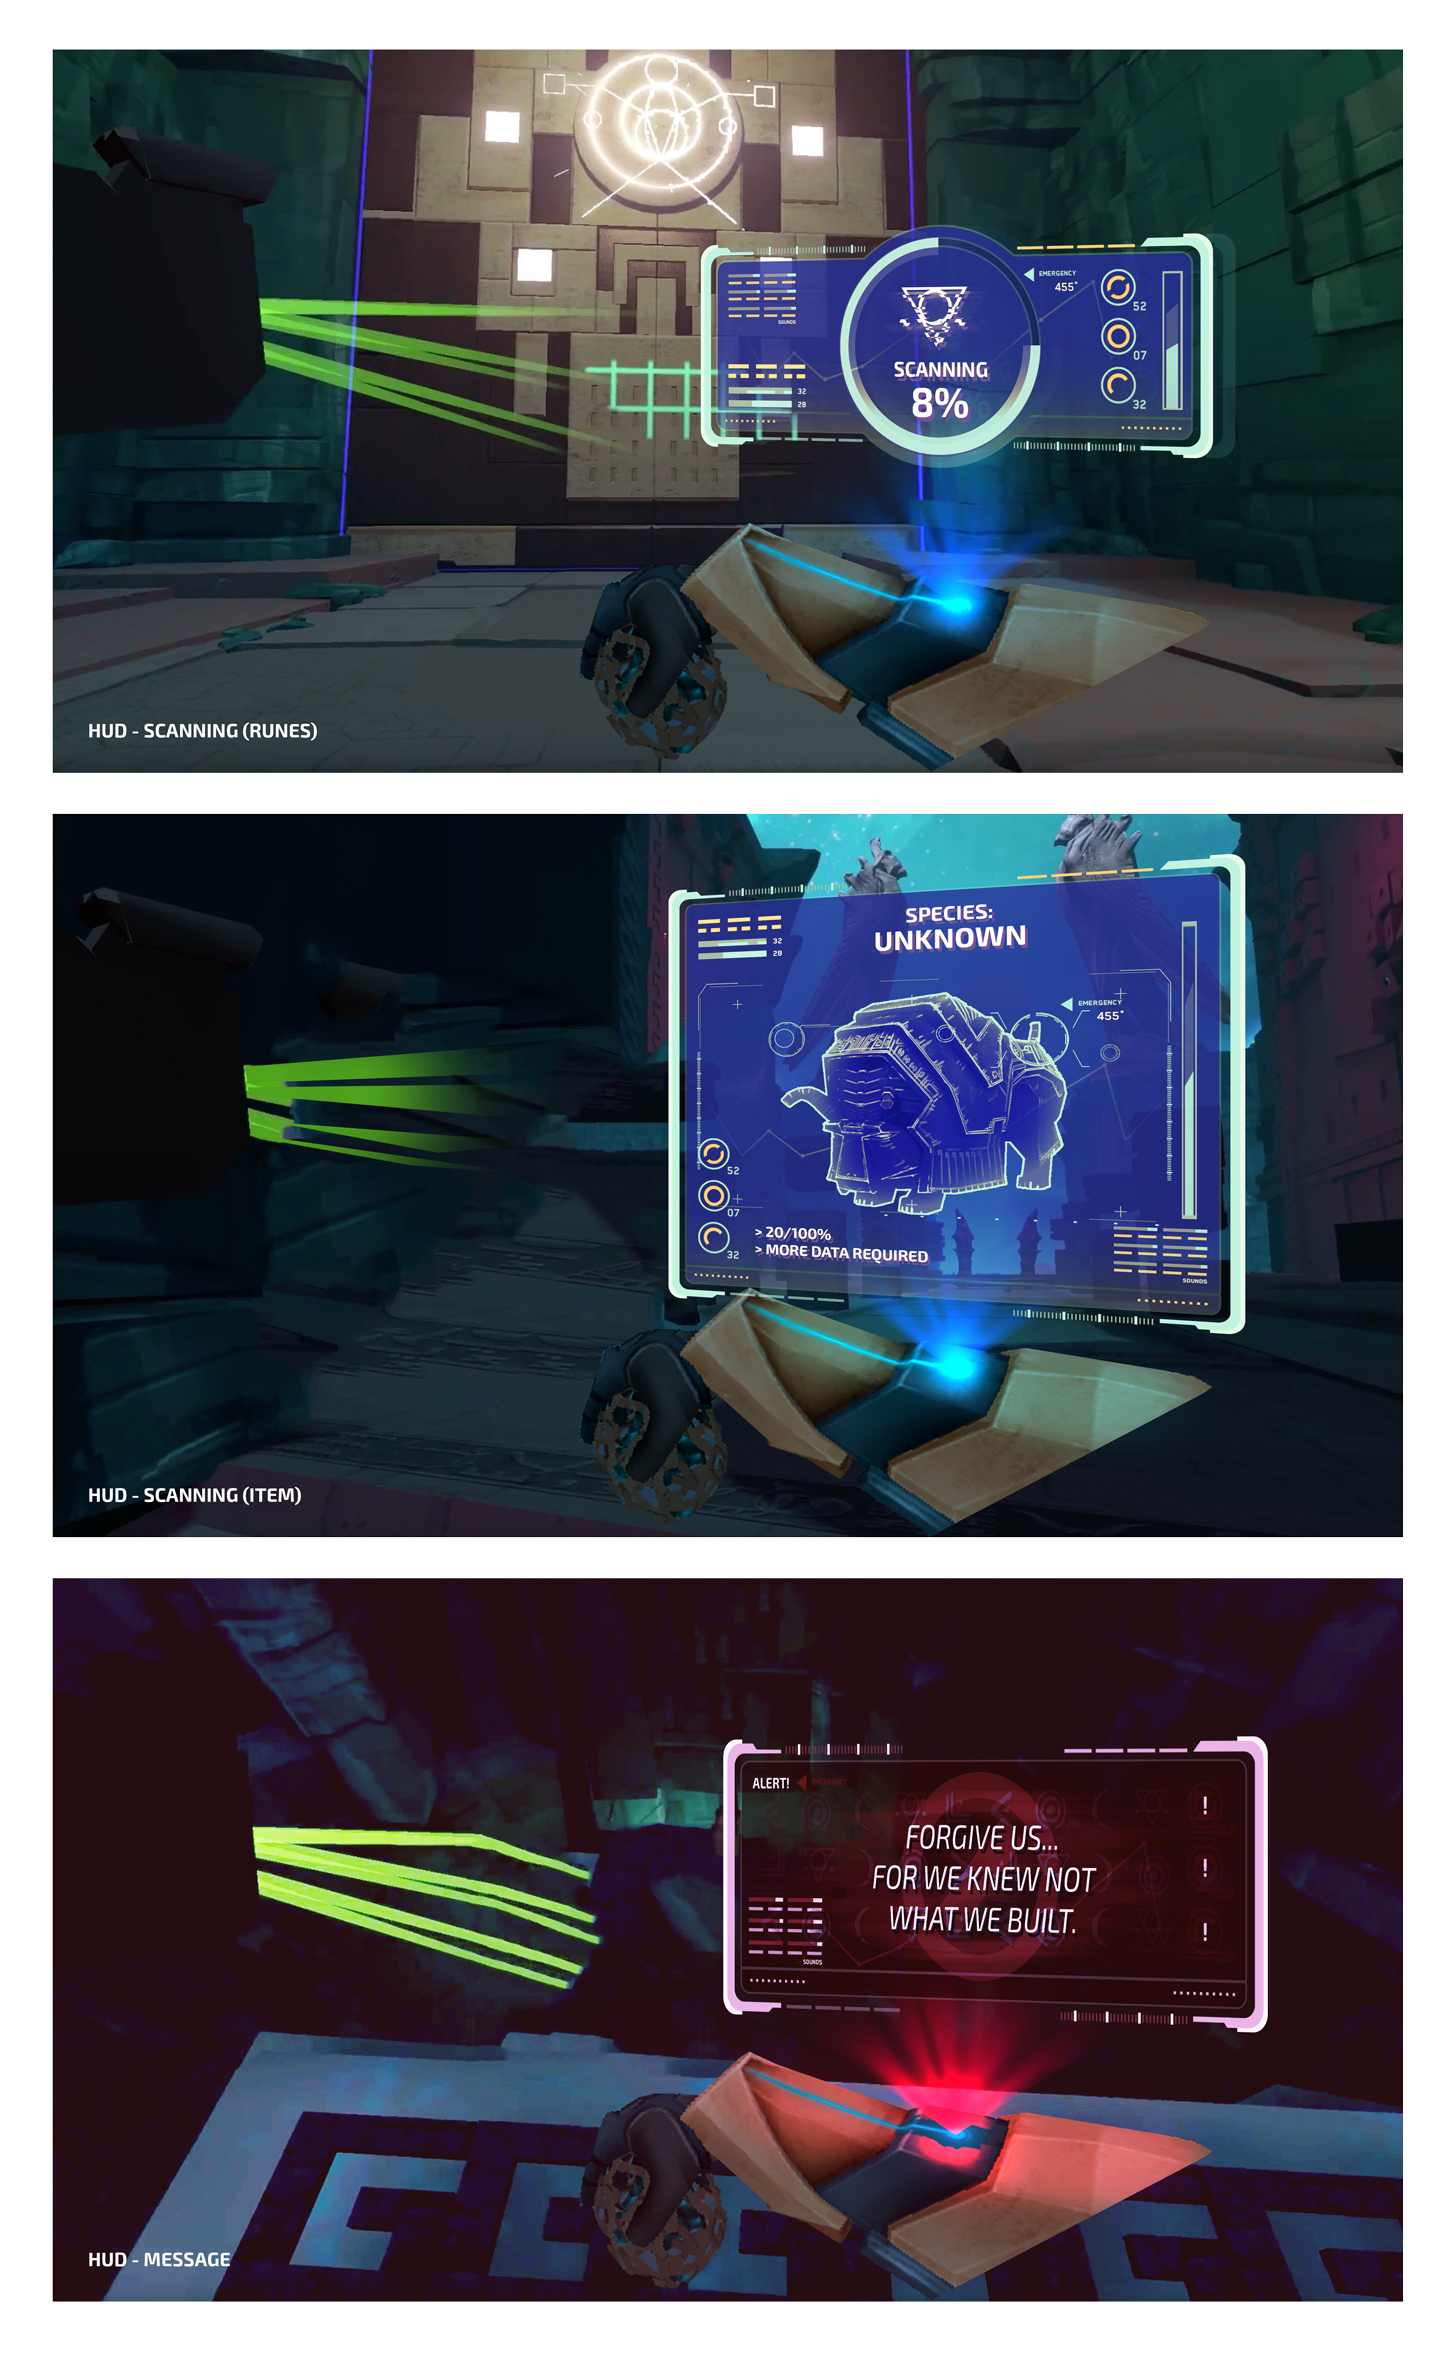 EMERGENCY
455°
52
SOUNDS
07
SCANNING
8%
32
28
32
HUD - SCANNING (RUNES)
SPECIES:
UNKNOWN
32
28
EMERGENCY
455°
52
07
32
> 20/100%
> MORE DATA REQUIRED
SOUNDS
HUD - SCANNING (ITEM)
ALERT!
EMERGENCY
!
FORGIVE US...
FOR WE KNEW NOT
!
WHAT WE BUILT.
!
SOUNDS
HUD - MESSAGE